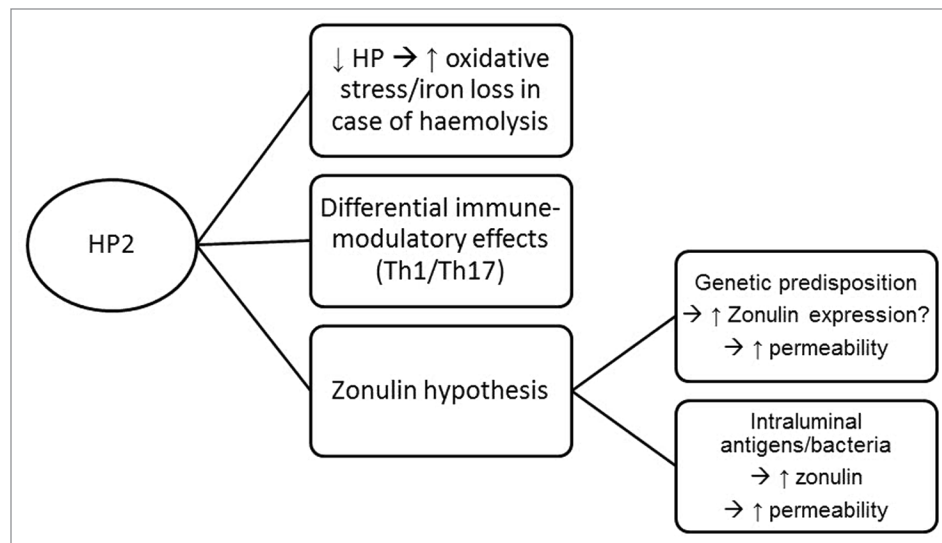 ↓ HP → ↑ oxidative
stress/iron loss in
case of haemolysis
HP2
Differential immune-
modulatory effects
(Th1/Th17)
Zonulin hypothesis
Genetic predisposition
→ ↑ Zonulin expression?
→ ↑ permeability
Intraluminal
antigens/bacteria
→ ↑ zonulin
→ ↑ permeability